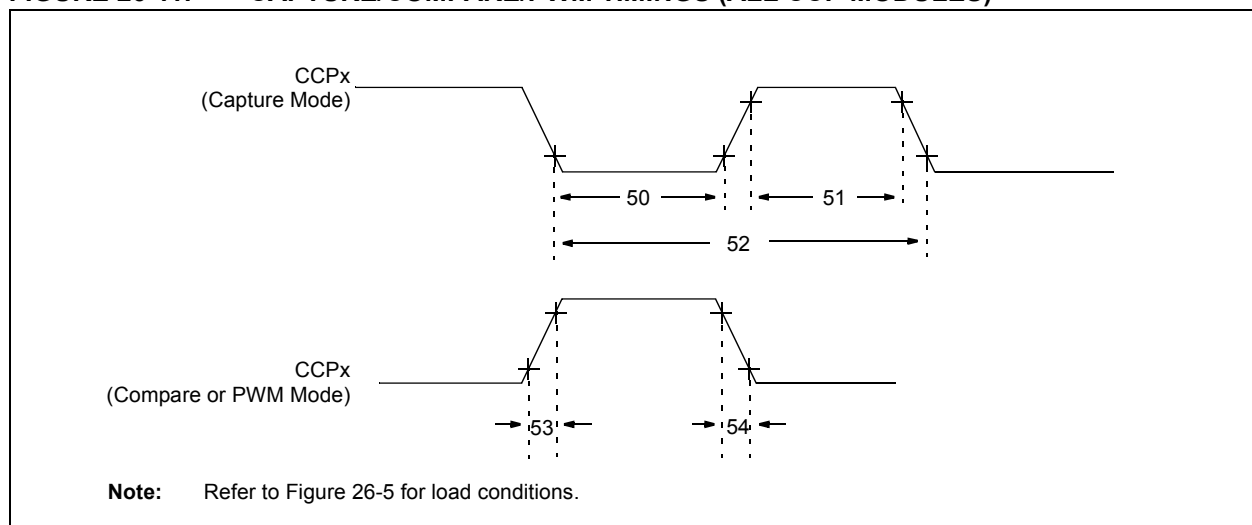 CCPx
(Capture Mode)
50
51
52
CCPx
(Compare or PWM Mode)
53
54
Note: Refer to Figure 26-5 for load conditions.